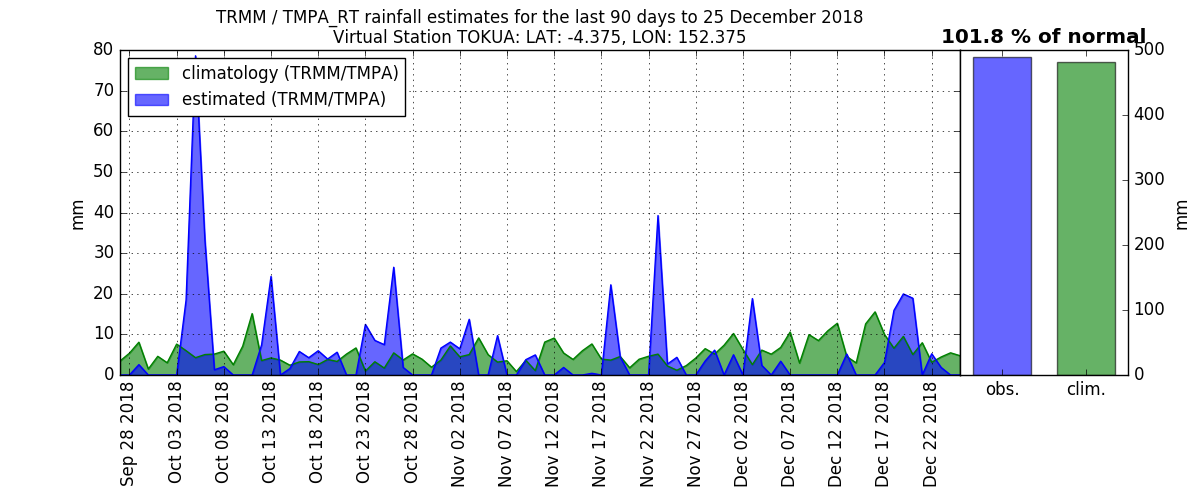 TRMM / TMPA_RT rainfall estimates for the last 90 days to 25 December 2018
Virtual Station TOKUA: LAT: -4.375, LON: 152.375
101.8 % of normal
climatology (TRMM/TMPA)
estimated (TRMM/TMPA)
mm
80
70
60
50
40
30
20
10
0
Sep 28 2018
Oct 03 2018
Oct 08 2018
Oct 13 2018
Oct 18 2018
Oct 23 2018
Oct 28 2018
Nov 02 2018
Nov 07 2018
Nov 12 2018
Nov 17 2018
Nov 22 2018
Nov 27 2018
Dec 02 2018
Dec 07 2018
Dec 12 2018
Dec 17 2018
Dec 22 2018
obs.
clim.
500
400
300
200
100
0
mm